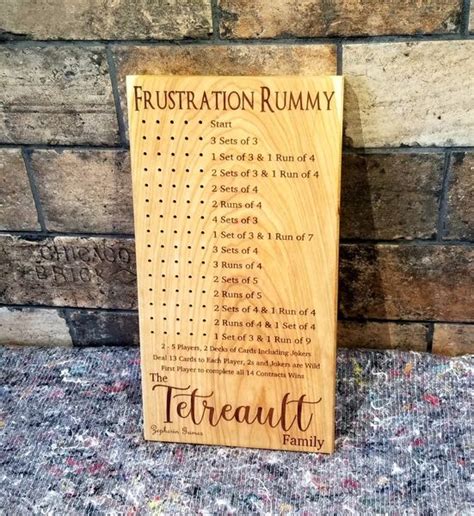 FRUSTRATION RUMMY
Start
3 Sets of 3
1 Set of 3 & 1 Run of 4
2 Sets of 3 & 1 Run of 4
2 Sets of 4
2 Runs of 4
4 Sets of 3
1 Set of 3 & 1 Run of 7
3 Sets of 4
3 Runs of 4
2 Sets of 5
2 Runs of 5
2 Sets of 4 & 1 Run of 4
2 Runs of 4 & 1 Set of 4
1 Set of 3 & 1 Run of 9
2 - 5 Players, 2 Decks of Cards Including Jokers
Deal 13 Cards to Each Player, 2s and Jokers are Wild!
First Player to complete all 14 Contracts Wins
The
Tetreault
Family
Games
CHICAGO
BRICK